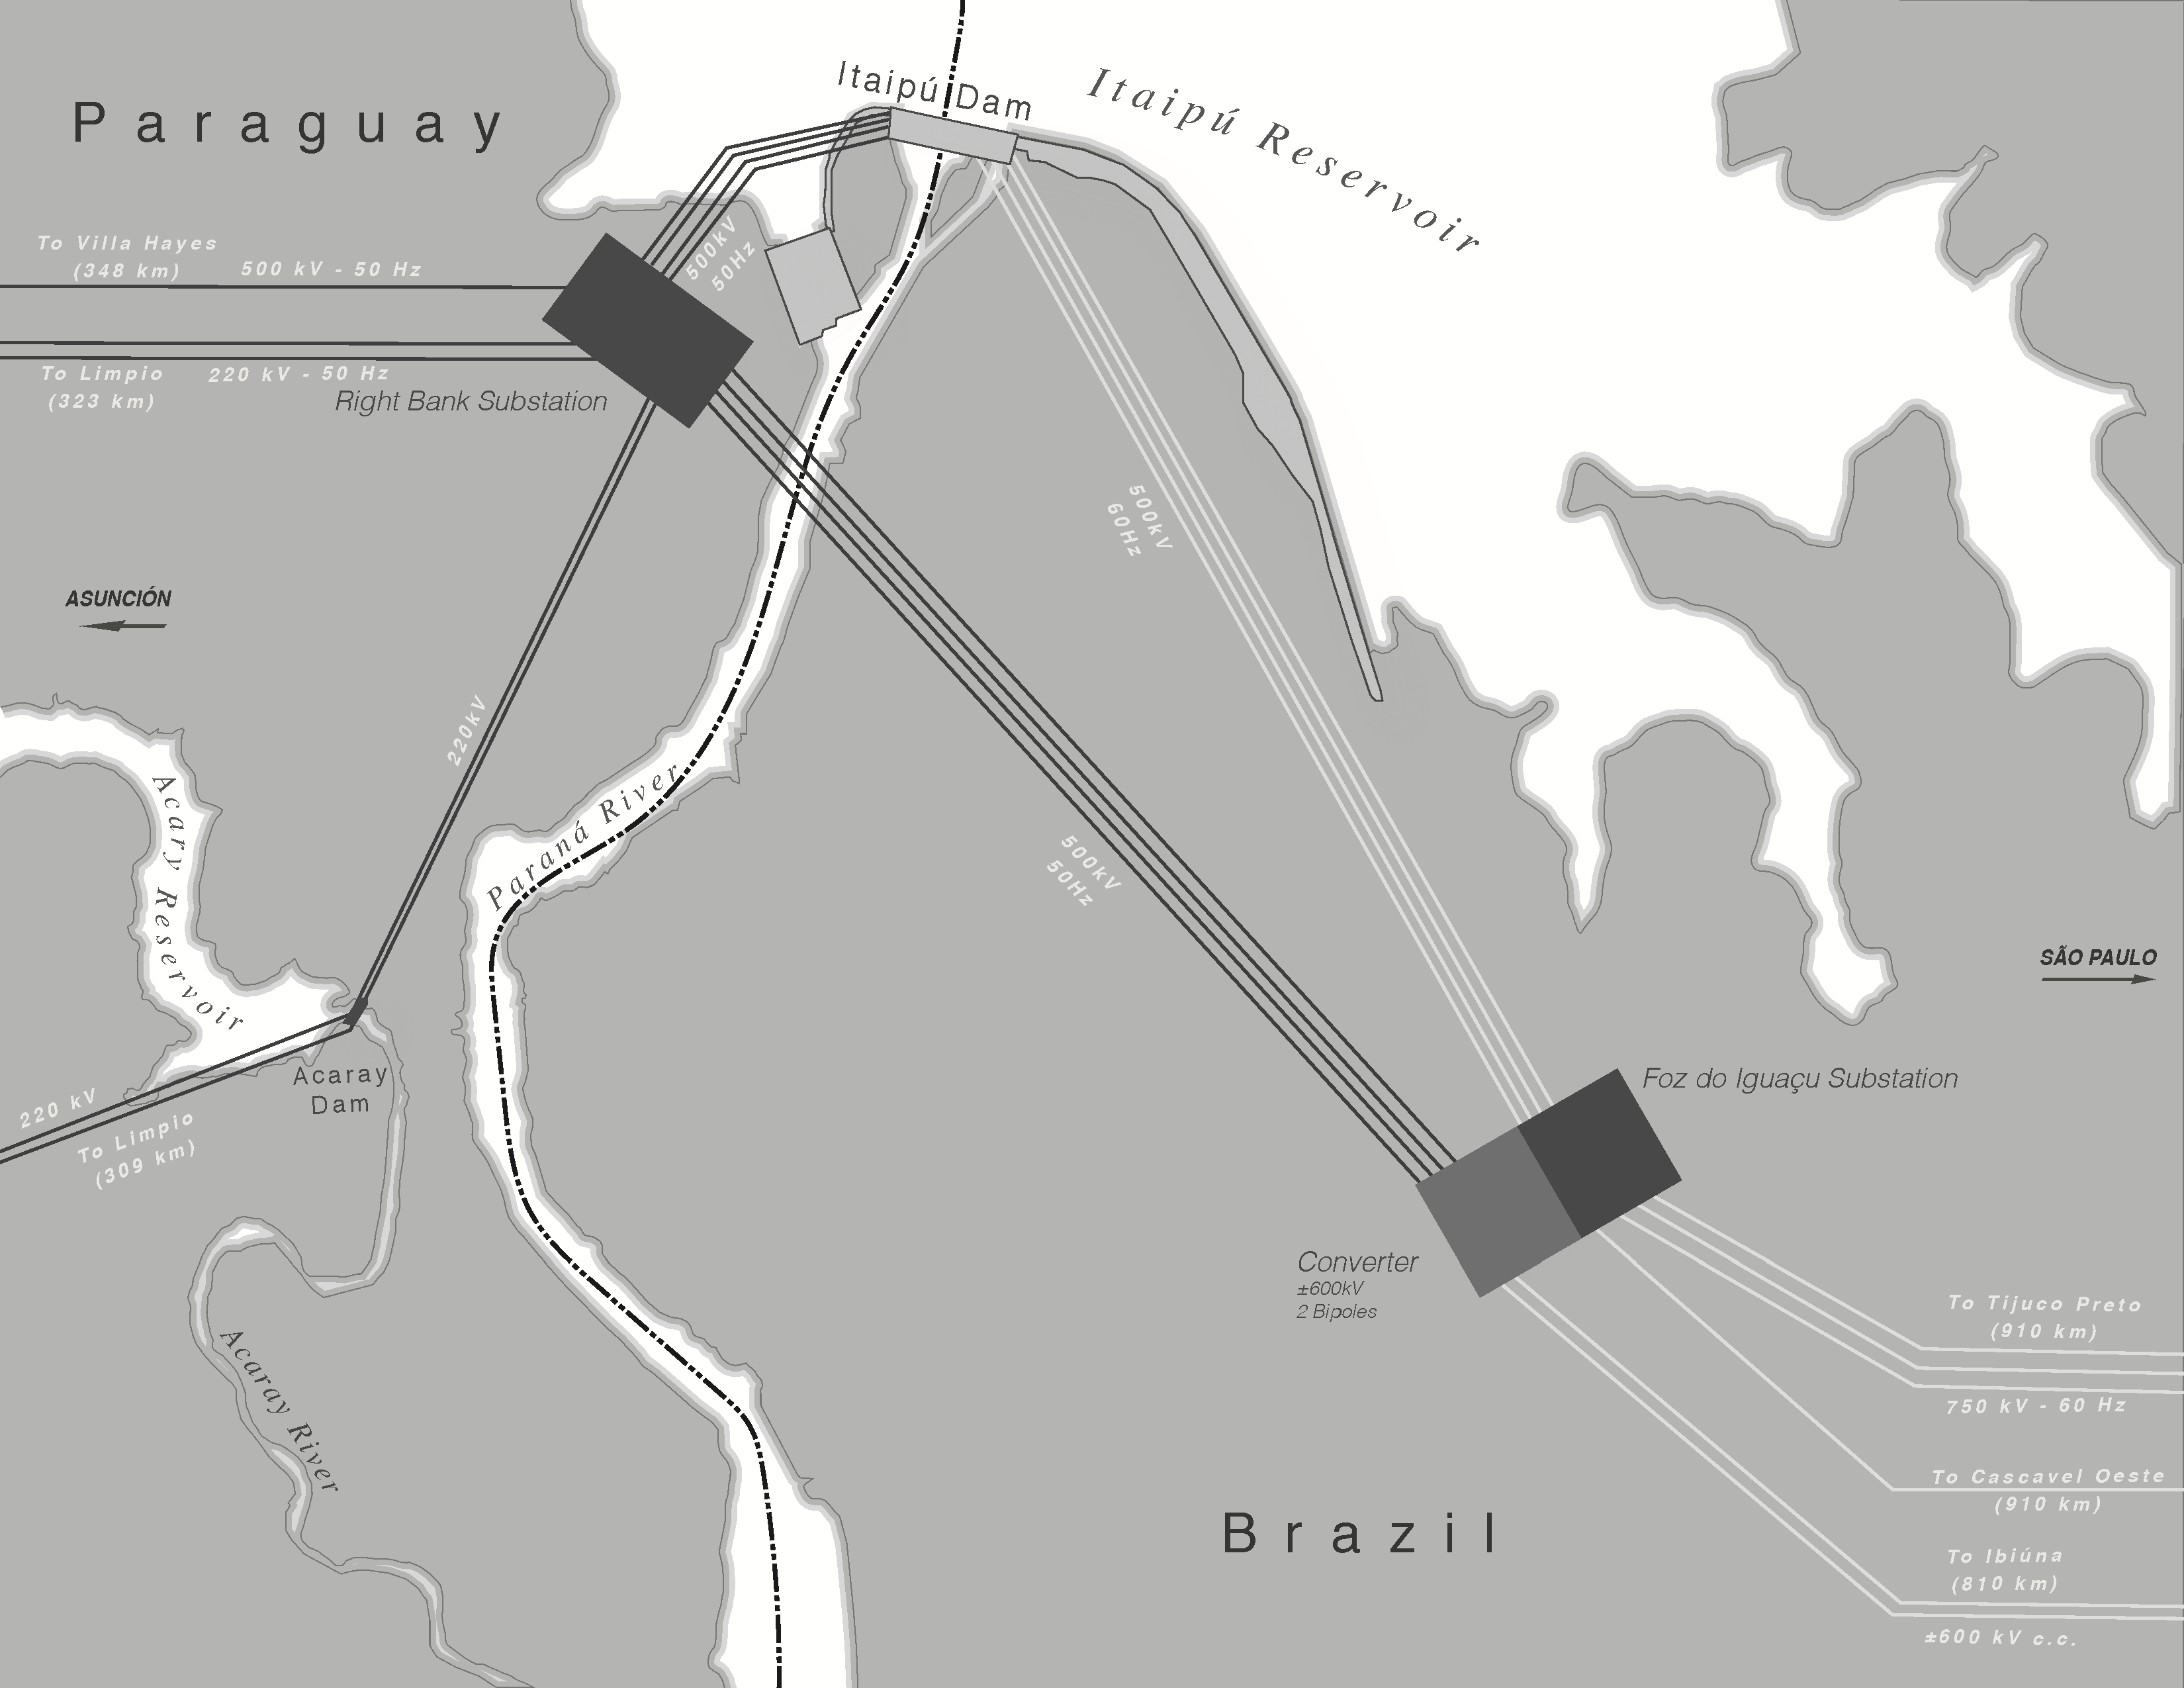 Itaipú Dam
Itaipú Reservoir
Paraguay
To Villa Hayes
(348 km)
500 kV - 50 Hz
500kV
50Hz
To Limpio
220 kV - 50 Hz
(323 km)
Right Bank Substation
500kV
60Hz
ASUNCIÓN
220kV
Paraná River
Acary Reservoir
500kV
50Hz
SÃO PAULO
Acaray
Dam
220 kV
To Limpio
(309 km)
Foz do Iguaçu Substation
Converter
±600kV
2 Bipoles
To Tijuco Preto
(910 km)
750 kV - 60 Hz
Acaray River
To Cascavel Oeste
(910 km)
Brazil
To Ibiúna
(810 km)
±600 kV c.c.